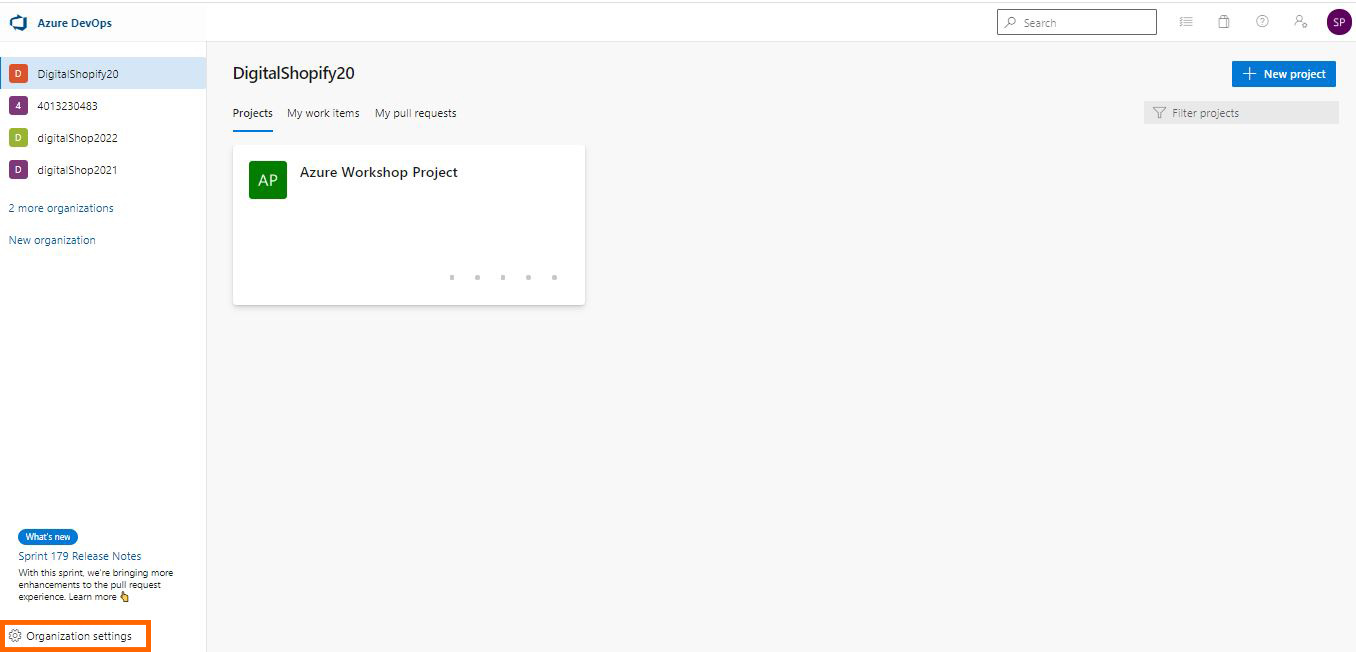 Azure DevOps
Search
SP
D DigitalShopify20
4 4013230483
D digitalShop2022
D digitalShop2021
2 more organizations
New organization
What's new
Sprint 179 Release Notes
With this sprint, we're bringing more
enhancements to the pull request
experience. Learn more 👆
Organization settings
DigitalShopify20
New project
Projects My work items My pull requests
Filter projects
AP Azure Workshop Project